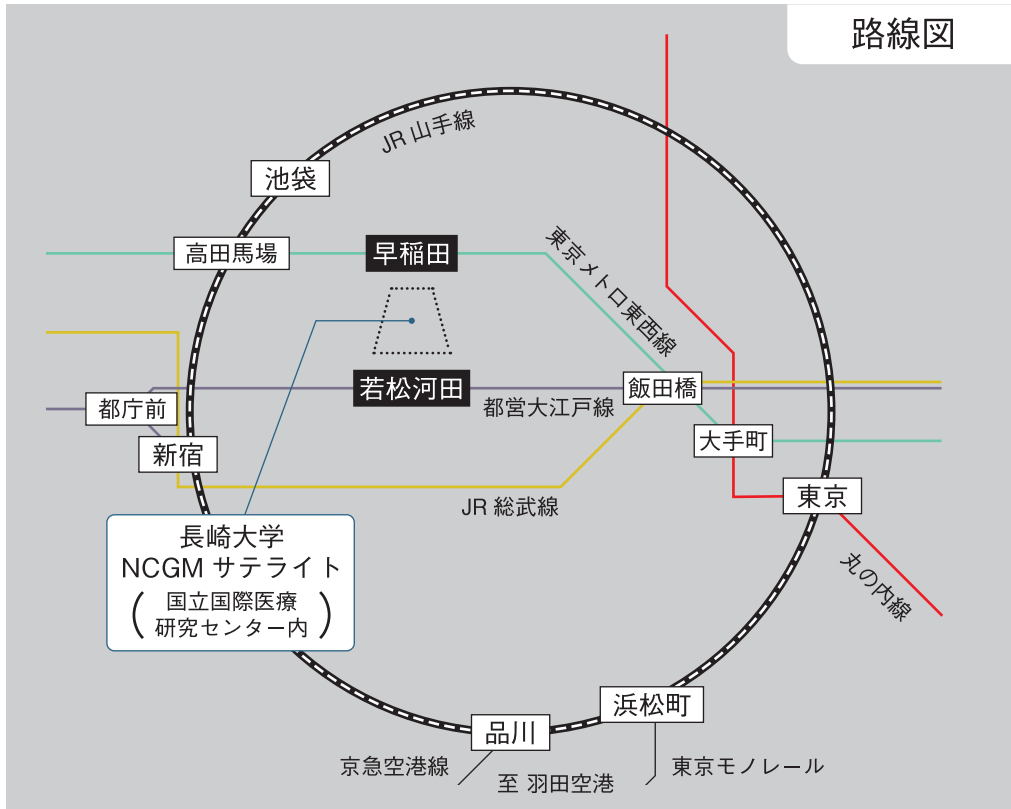 路線図
JR 山手線
池袋
高田馬場
早稲田
東京メトロ東西線
若松河田
飯田橋
都営大江戸線
都庁前
新宿
大手町
JR 総武線
東京
丸の内線
長崎大学
NCGM サテライト
(国立国際医療
研究センター内)
浜松町
品川
京急空港線
至 羽田空港
東京モノレール